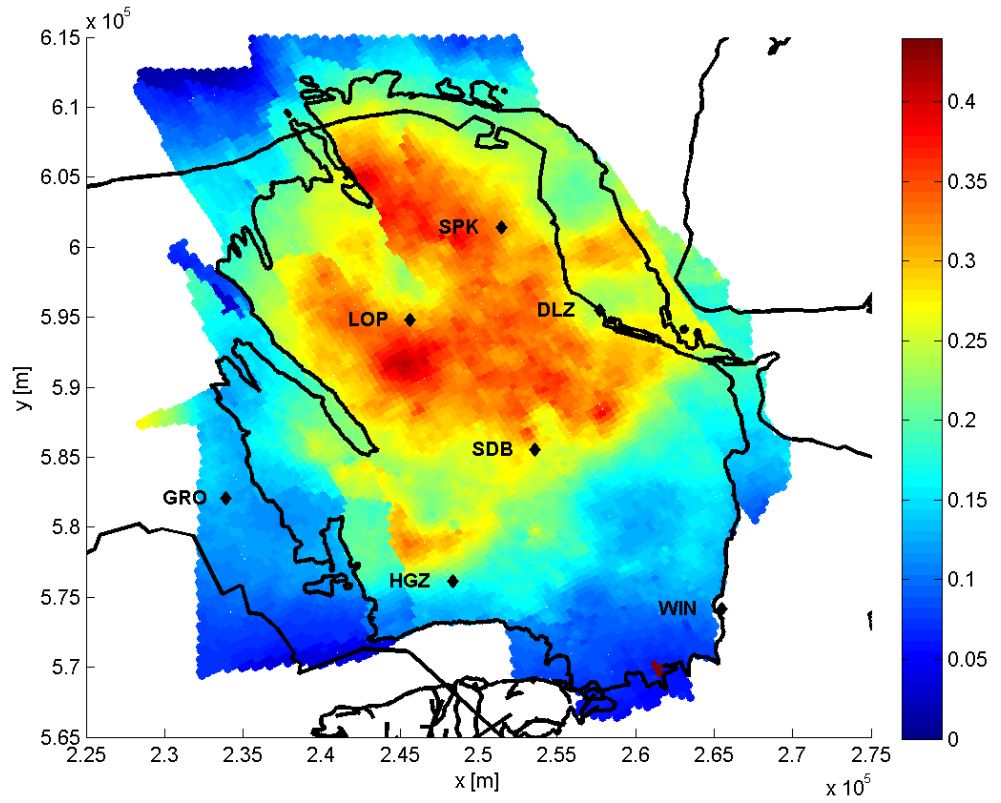 x 10^5
6.15
6.1
6.05
6
5.95
5.9
5.85
5.8
5.75
5.7
5.65
y [m]
SPK
LOP
DLZ
SDB
GRO
HGZ
WIN
2.25 2.3 2.35 2.4 2.45 2.5 2.55 2.6 2.65 2.7 2.75
x [m]
x 10^5
0.4
0.35
0.3
0.25
0.2
0.15
0.1
0.05
0